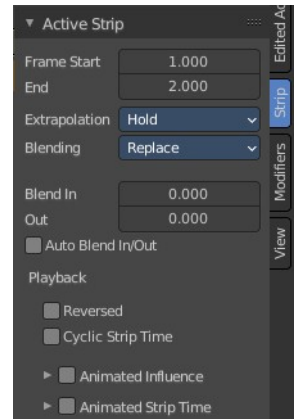 Active Strip
Frame Start 1.000
End 2.000
Extrapolation Hold
Blending Replace
Blend In 0.000
Out 0.000
Auto Blend In/Out
Playback
Reversed
Cyclic Strip Time
Animated Influence
Animated Strip Time
Edited Ac
Strip
Modifiers
View